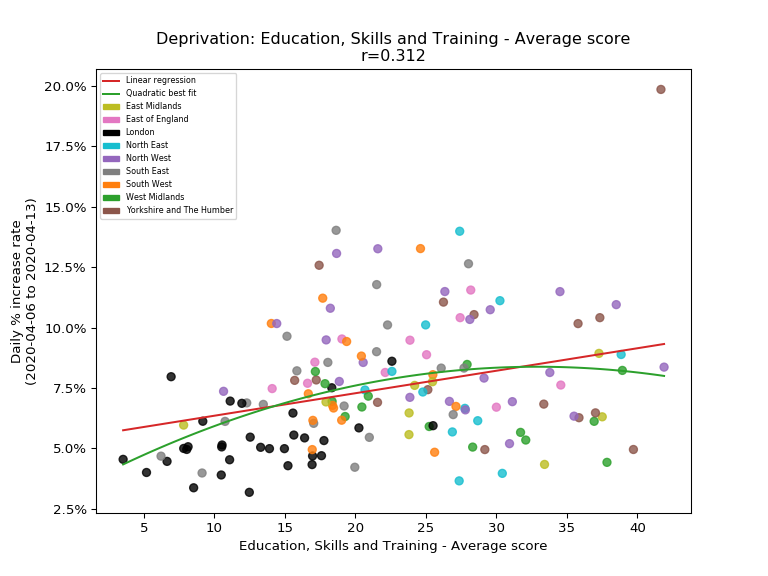 Deprivation: Education, Skills and Training - Average score
r=0.312
Linear regression
Quadratic best fit
East Midlands
East of England
London
North East
North West
South East
South West
West Midlands
Yorkshire and The Humber
20.0%
17.5%
15.0%
12.5%
10.0%
7.5%
5.0%
2.5%
Daily % increase rate
(2020-04-06 to 2020-04-13)
5 10 15 20 25 30 35 40
Education, Skills and Training - Average score